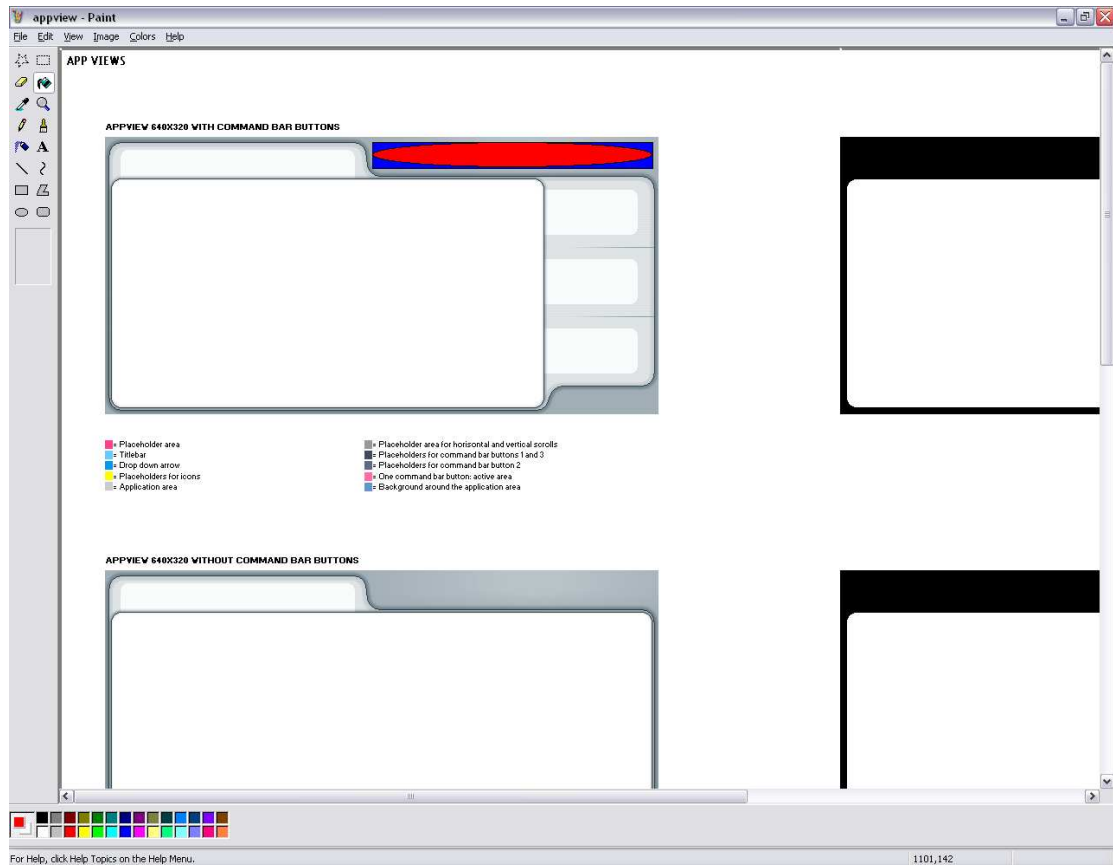 appview - Paint
File Edit View Image Colors Help
APP VIEWS
APPVIEW 640X320 WITH COMMAND BAR BUTTONS
= Placeholder area
= Titlebar
= Drop down arrow
= Placeholders for icons
= Application area
= Placeholder area for horisontal and vertical scrolls
= Placeholders for command bar buttons 1 and 3
= Placeholders for command bar button 2
= One command bar button: active area
= Background around the application area
APPVIEW 640X320 WITHOUT COMMAND BAR BUTTONS
For Help, click Help Topics on the Help Menu.
1101,142